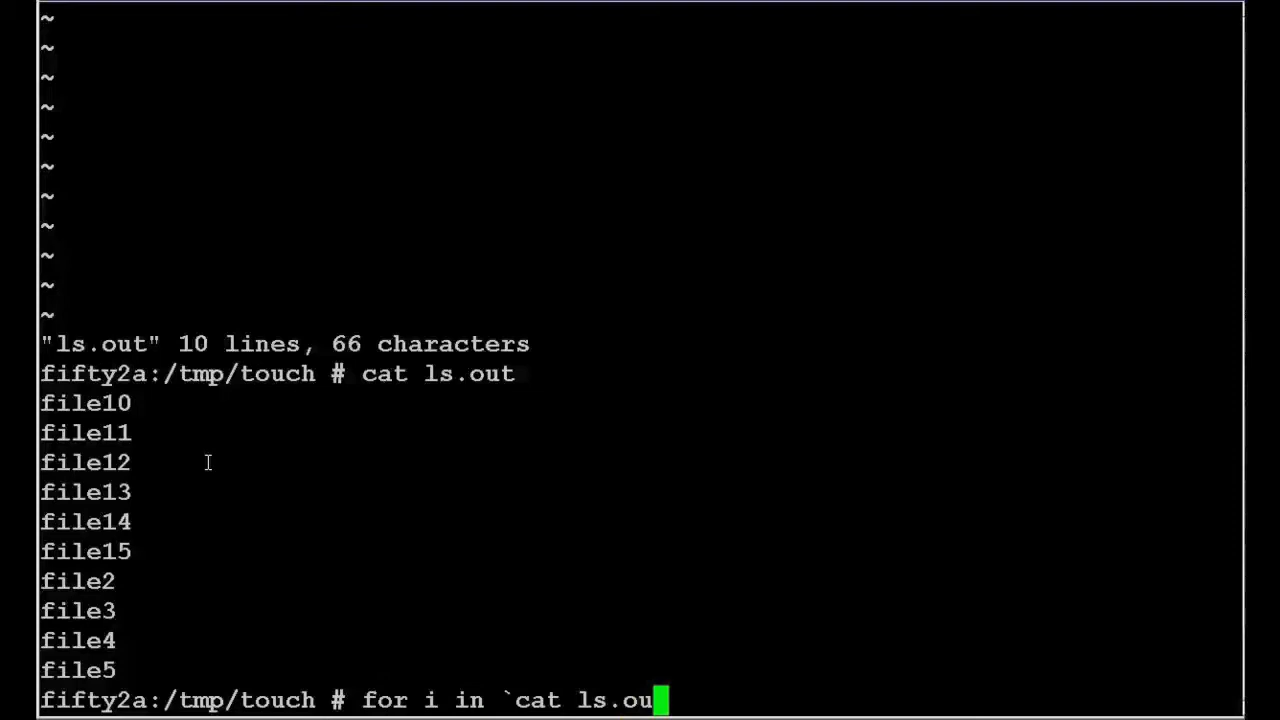 ~
~
~
~
~
~
~
~
~
~
~
"ls.out" 10 lines, 66 characters
fifty2a:/tmp/touch # cat ls.out
file10
file11
file12
file13
file14
file15
file2
file3
file4
file5
fifty2a:/tmp/touch # for i in `cat ls.ou